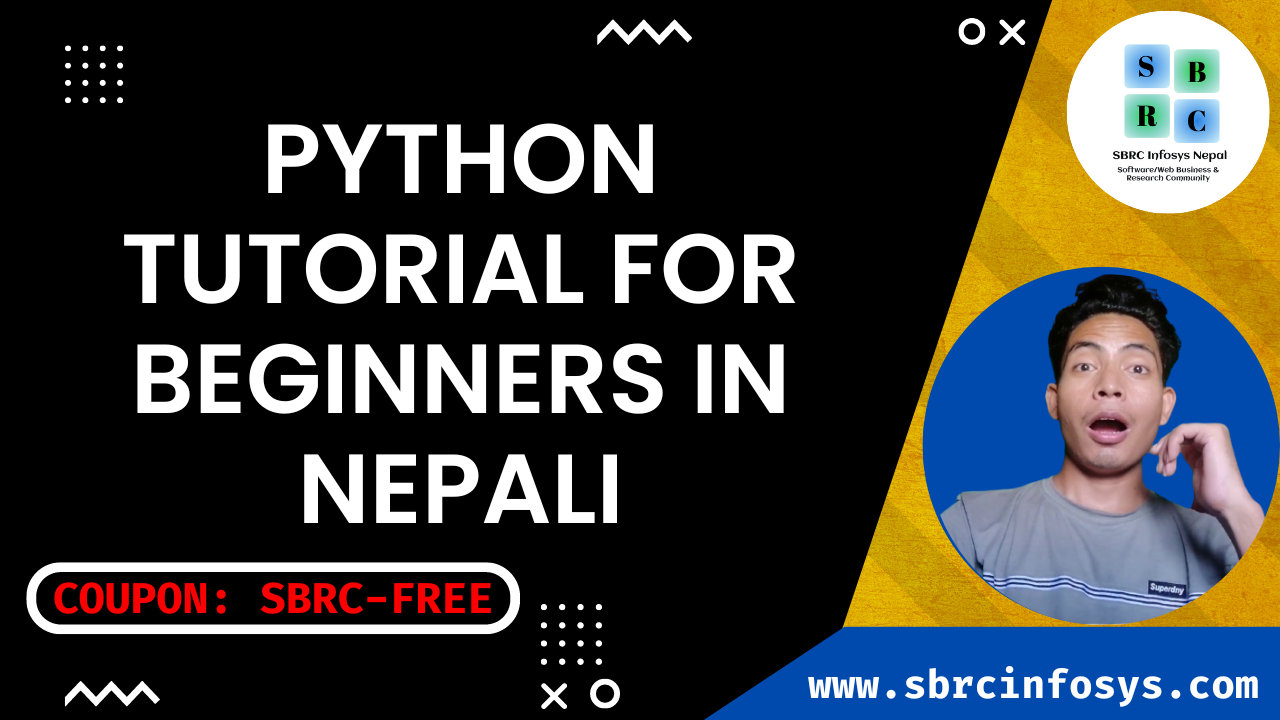 PYTHON
TUTORIAL FOR
BEGINNERS IN
NEPALI
COUPON: SBRC-FREE
S
B
R
C
SBRC Infosys Nepal
Software/Web Business &
Research Community
Superdry
www.sbrcinfosys.com